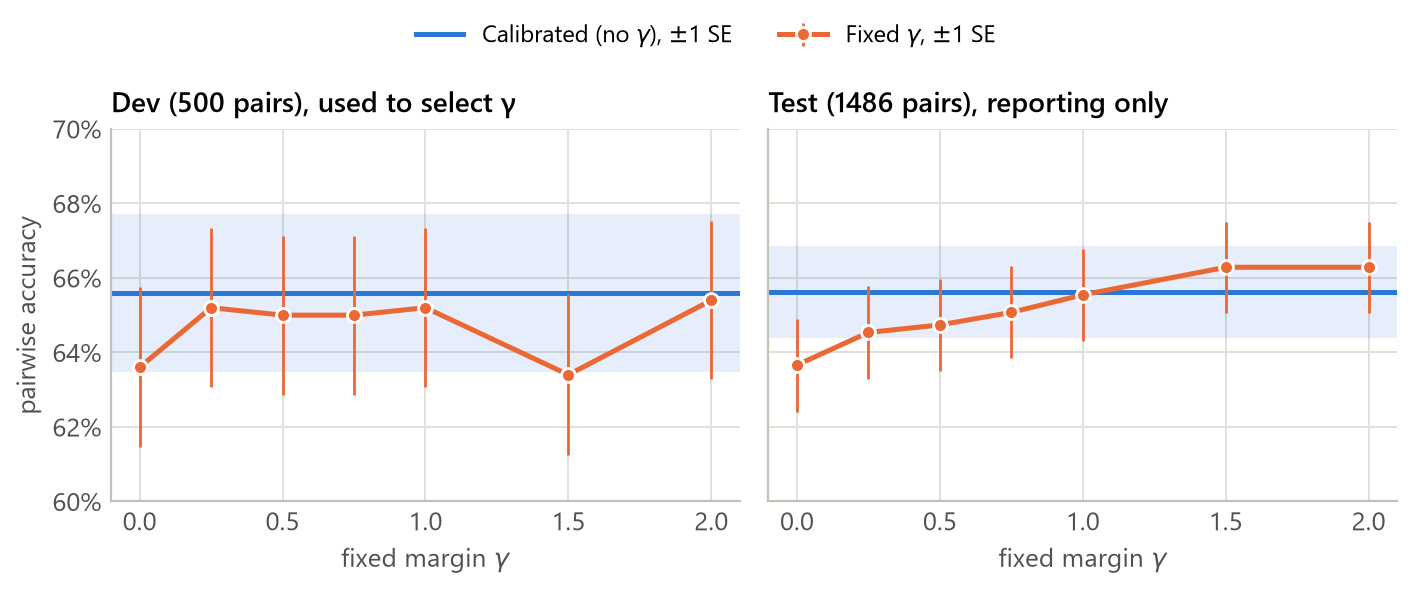 Calibrated (no γ), ±1 SE
Fixed γ, ±1 SE
Dev (500 pairs), used to select γ
Test (1486 pairs), reporting only
pairwise accuracy
70%
68%
66%
64%
62%
60%
0.0 0.5 1.0 1.5 2.0
0.0 0.5 1.0 1.5 2.0
fixed margin γ
fixed margin γ